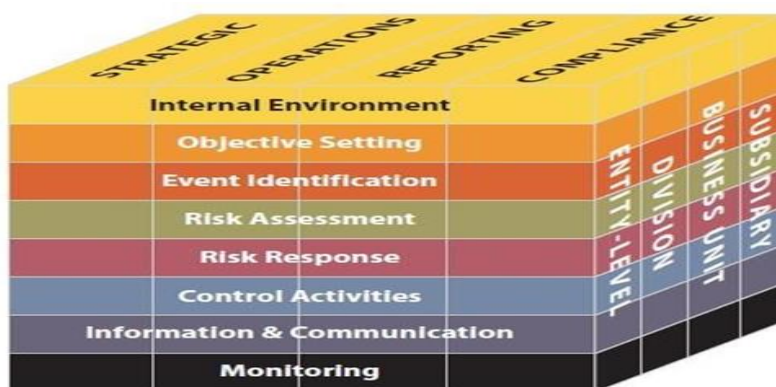 STRATEGIC
OPERATIONS
REPORTING
COMPLIANCE
Internal Environment
Objective Setting
Event Identification
Risk Assessment
Risk Response
Control Activities
Information & Communication
Monitoring
ENTITY-LEVEL
DIVISION
BUSINESS UNIT
SUBSIDIARY